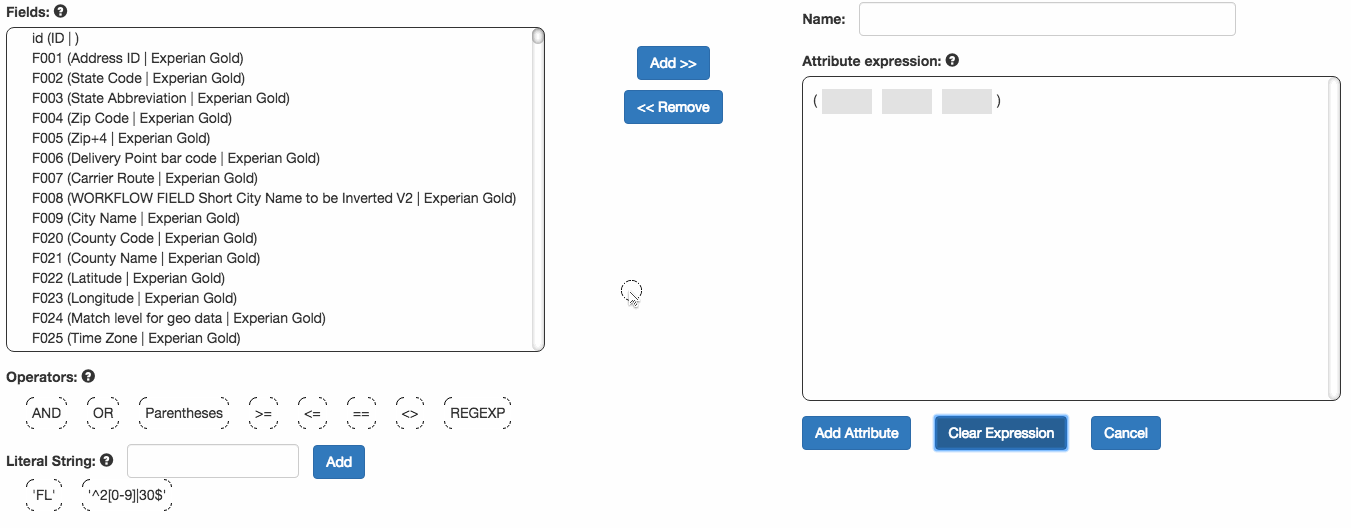 Fields:
id (ID | )
F001 (Address ID | Experian Gold)
F002 (State Code | Experian Gold)
F003 (State Abbreviation | Experian Gold)
F004 (Zip Code | Experian Gold)
F005 (Zip+4 | Experian Gold)
F006 (Delivery Point bar code | Experian Gold)
F007 (Carrier Route | Experian Gold)
F008 (WORKFLOW FIELD Short City Name to be Inverted V2 | Experian Gold)
F009 (City Name | Experian Gold)
F020 (County Code | Experian Gold)
F021 (County Name | Experian Gold)
F022 (Latitude | Experian Gold)
F023 (Longitude | Experian Gold)
F024 (Match level for geo data | Experian Gold)
F025 (Time Zone | Experian Gold)
Operators:
AND OR Parentheses >= <= == <> REGEXP
Literal String: Add
'FL' '^2[0-9]|30$'
Add >>
<< Remove
Name:
Attribute expression:
( )
Add Attribute Clear Expression Cancel